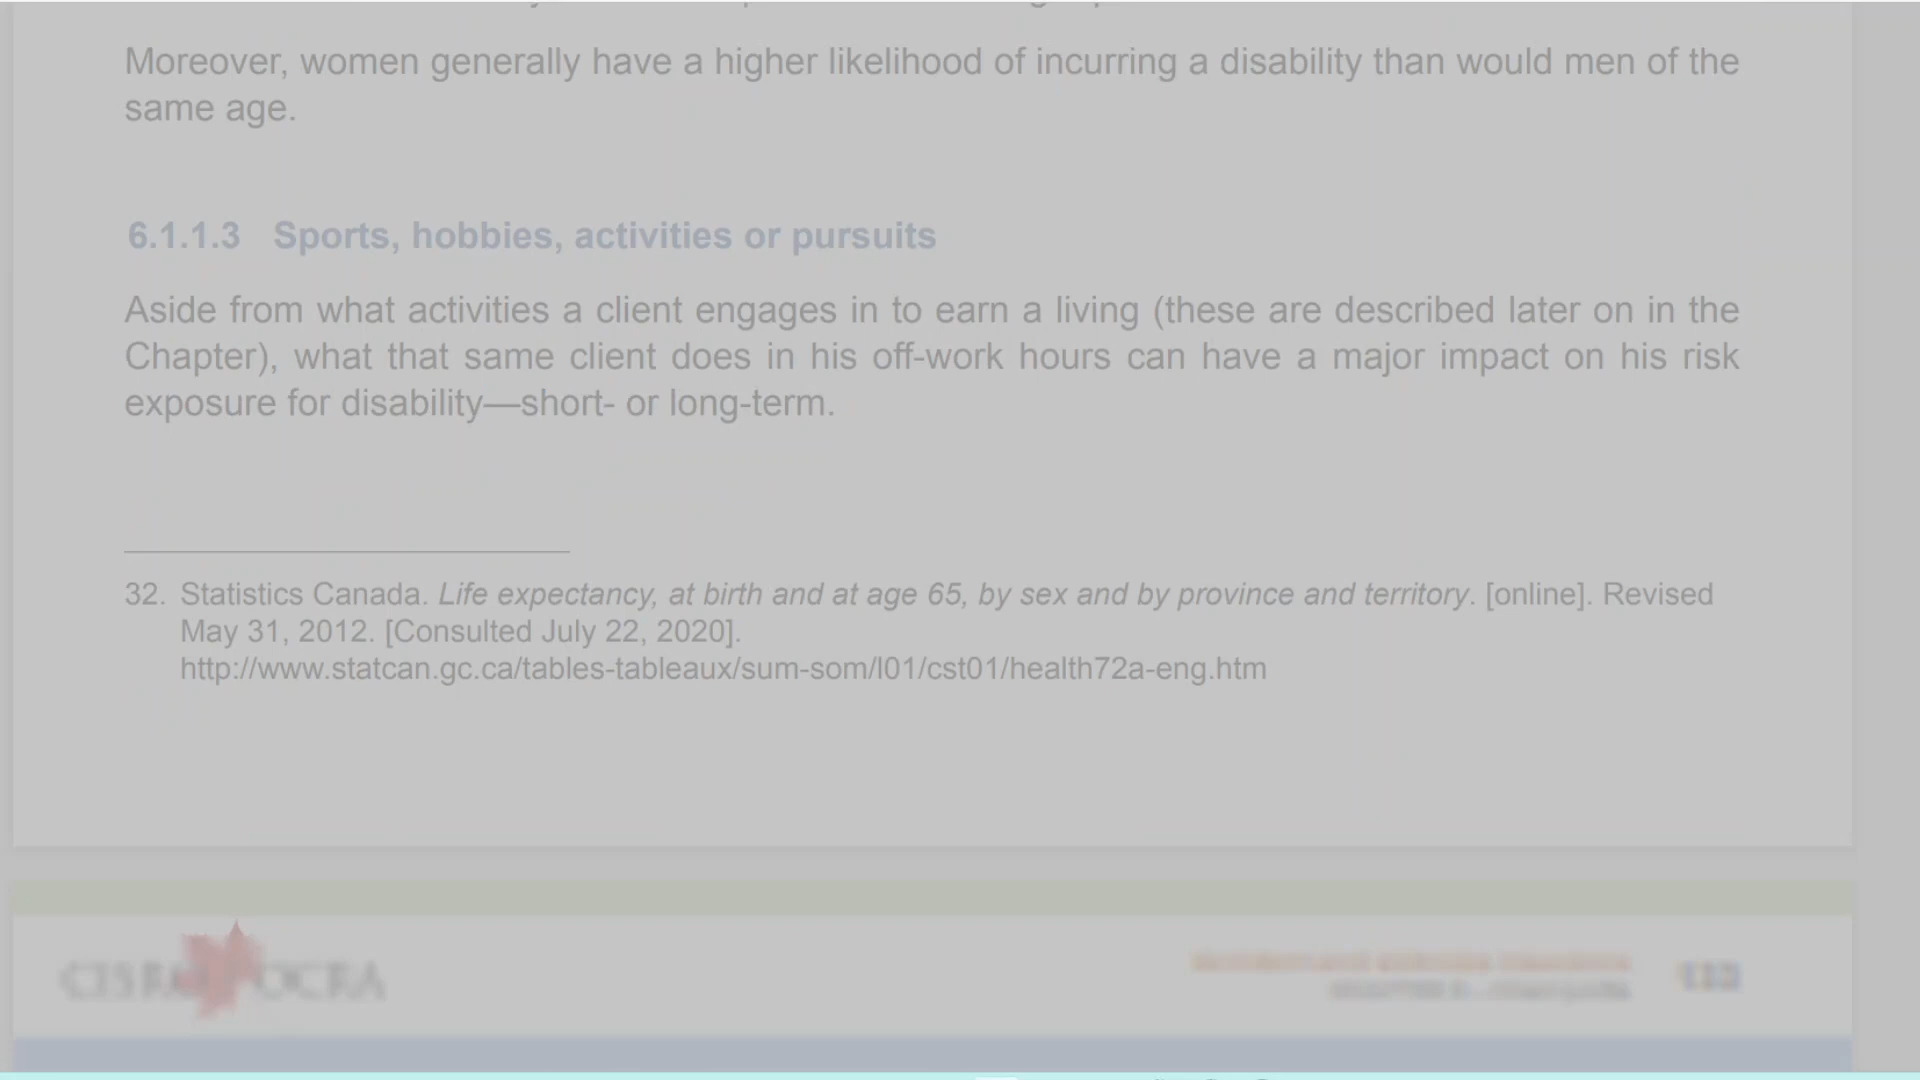 Moreover, women generally have a higher likelihood of incurring a disability than would men of the
same age.
6.1.1.3 Sports, hobbies, activities or pursuits
Aside from what activities a client engages in to earn a living (these are described later on in the
Chapter), what that same client does in his off-work hours can have a major impact on his risk
exposure for disability—short- or long-term.
32. Statistics Canada. Life expectancy, at birth and at age 65, by sex and by province and territory. [online]. Revised
May 31, 2012. [Consulted July 22, 2020].
http://www.statcan.gc.ca/tables-tableaux/sum-som/l01/cst01/health72a-eng.htm